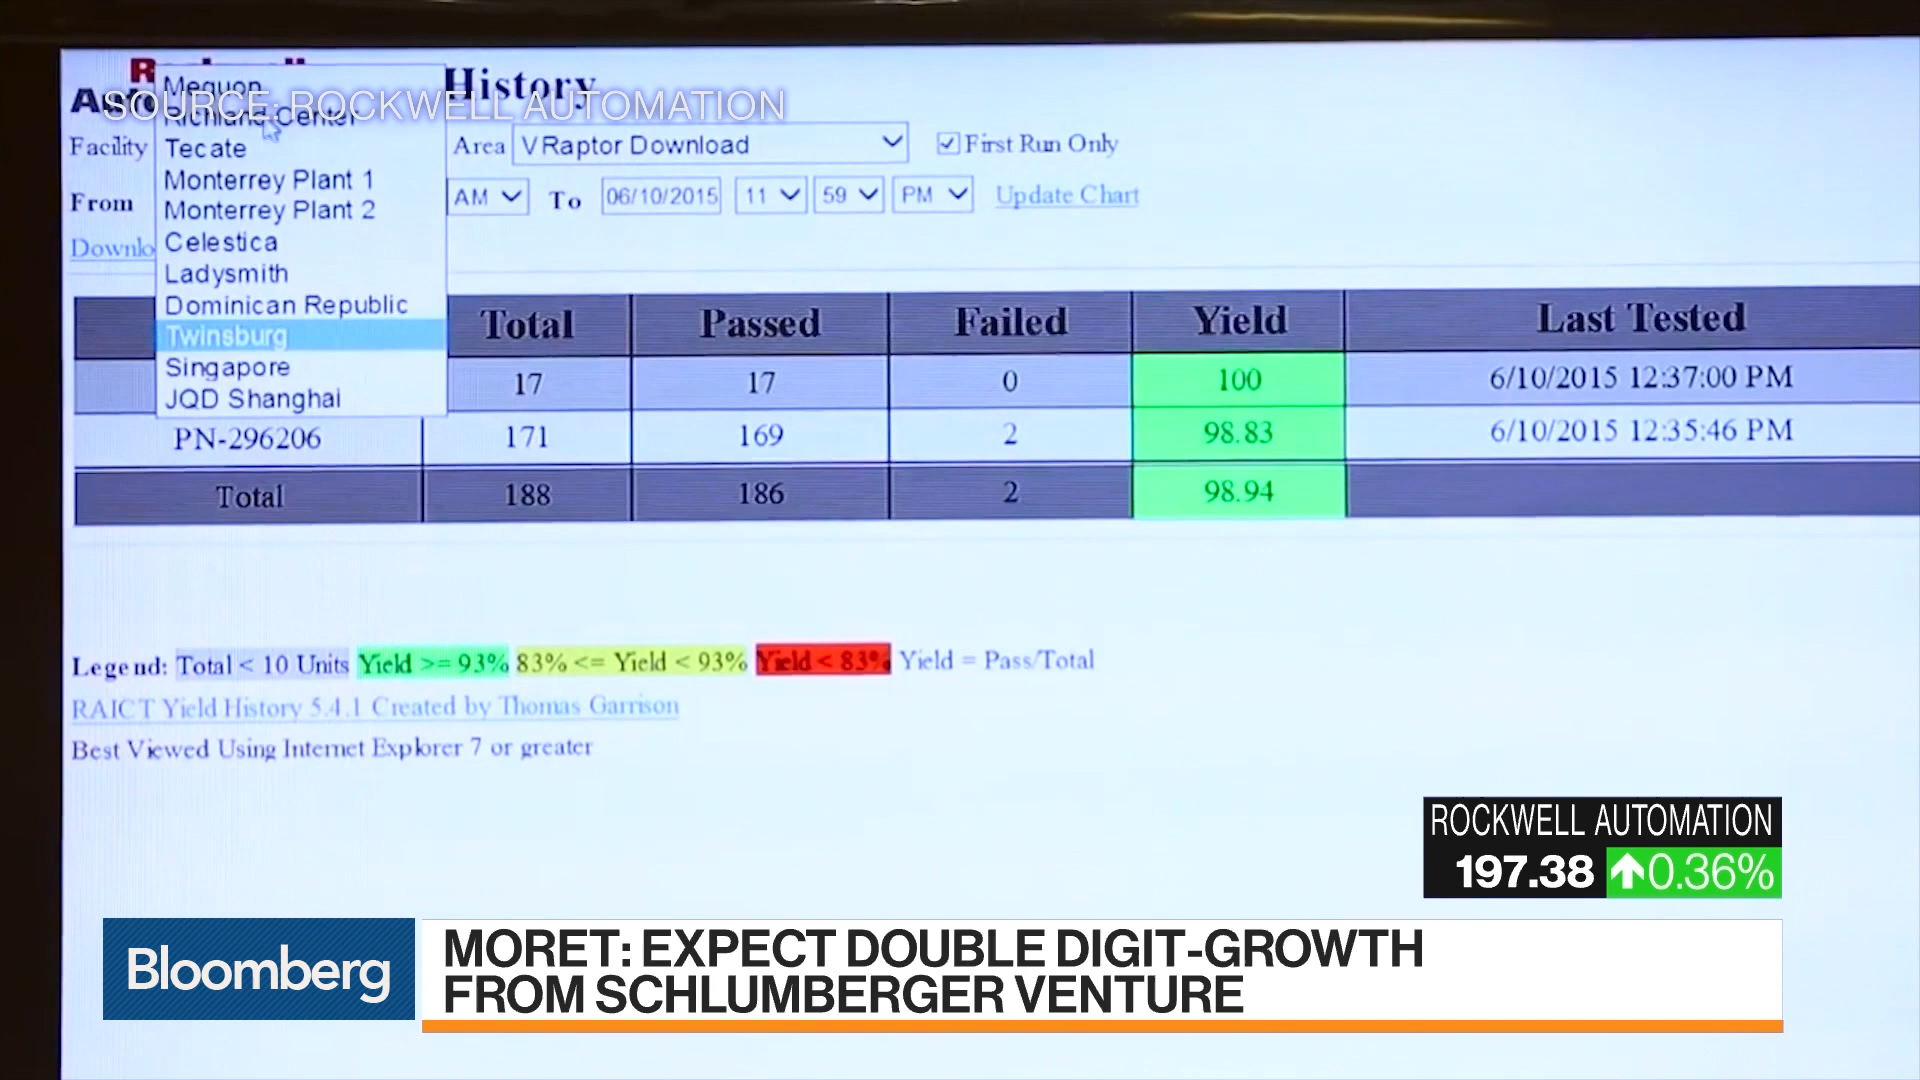 History
SOURCE: ROCKWELL AUTOMATION
Mequon
Richland Center
Tecate
Monterrey Plant 1
Monterrey Plant 2
Celestica
Ladysmith
Dominican Republic
Twinsburg
Singapore
JQD Shanghai
Facility Area VRaptor Download First Run Only
From AM To 06/10/2015 11 59 PM Update Chart
Total Passed Failed Yield Last Tested
17 17 0 100 6/10/2015 12:37:00 PM
PN-296206 171 169 2 98.83 6/10/2015 12:35:46 PM
Total 188 186 2 98.94
Legend: Total < 10 Units Yield >= 93% 83% <= Yield < 93% Yield < 83% Yield = Pass/Total
RAICT Yield History 5.4.1 Created by Thomas Garrison
Best Viewed Using Internet Explorer 7 or greater
ROCKWELL AUTOMATION
197.38 0.36%
Bloomberg
MORET: EXPECT DOUBLE DIGIT-GROWTH
FROM SCHLUMBERGER VENTURE